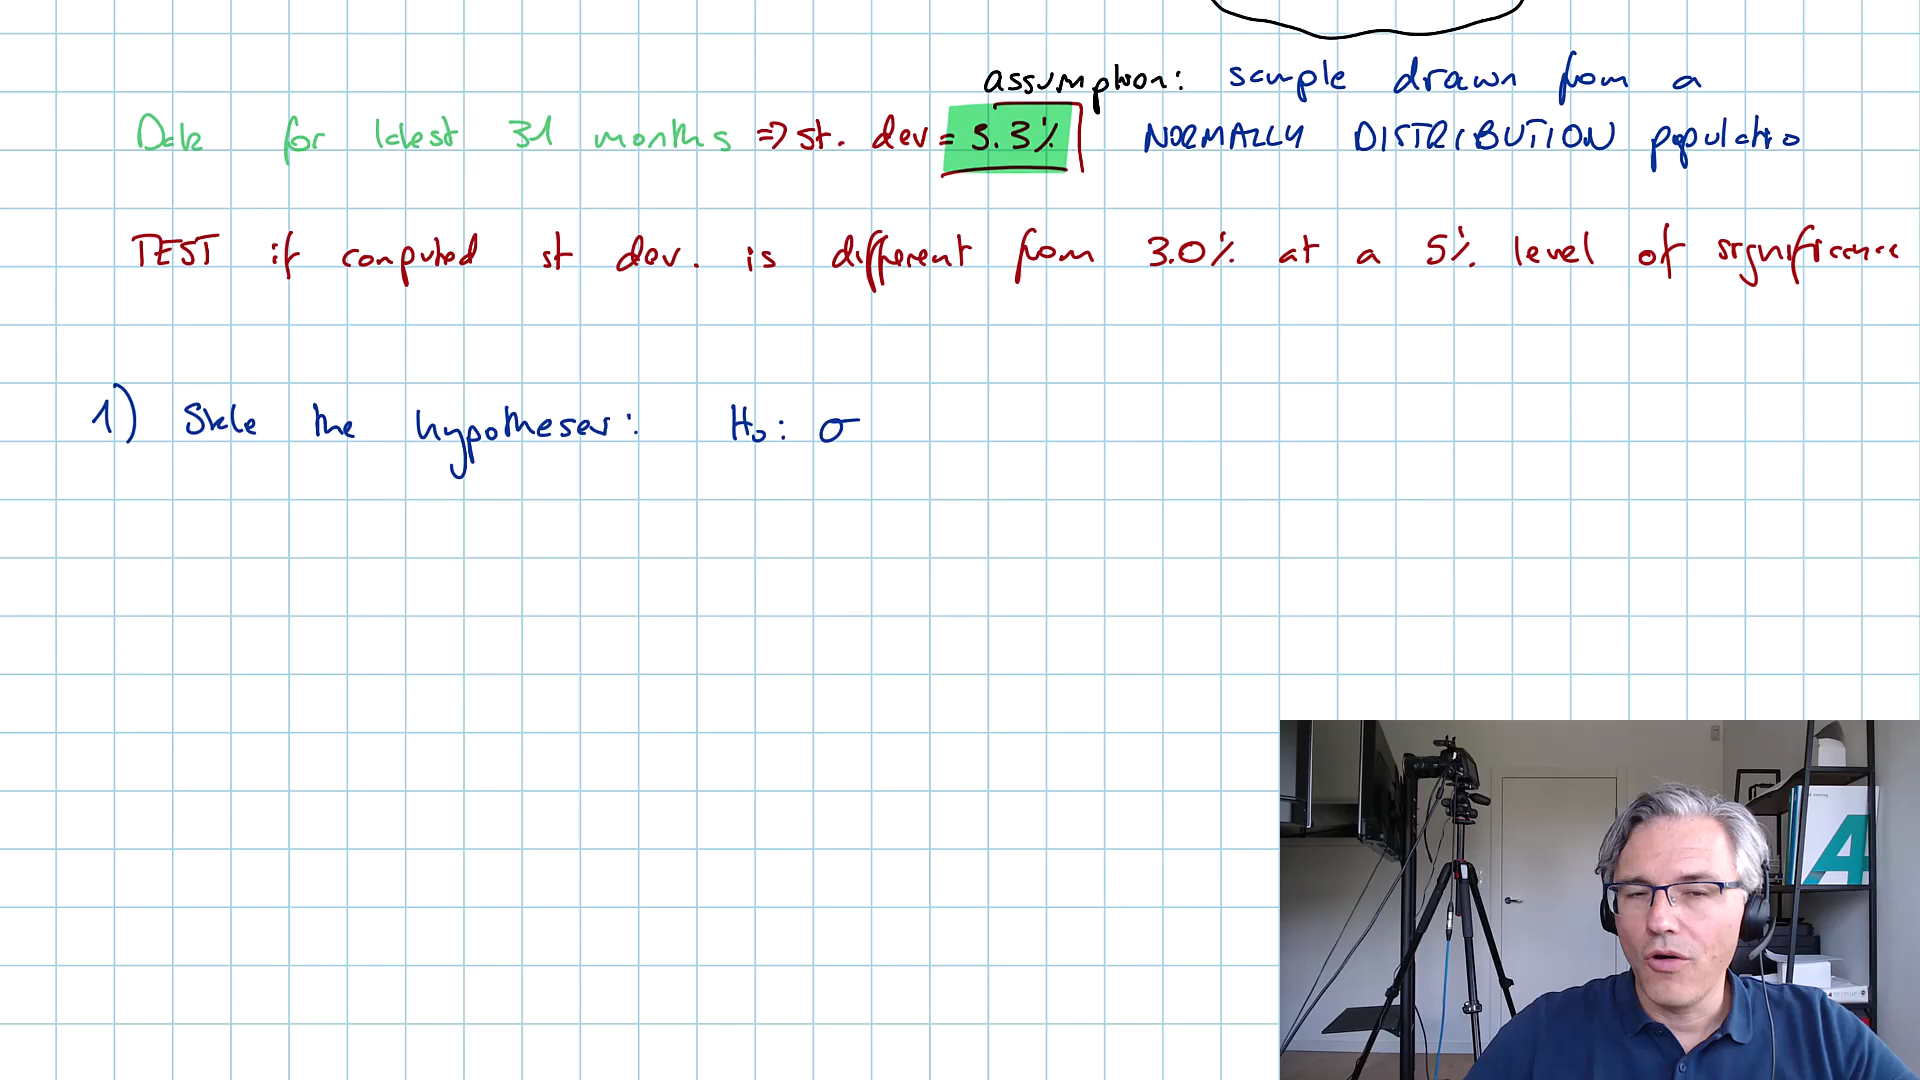 assumption: sample drawn from a
Data for latest 31 months => st. dev = 5.3% NORMALLY DISTRIBUTION populatio
TEST if computed st dev. is different from 3.0% at a 5% level of significance
1) State the hypotheses: H₀: σ